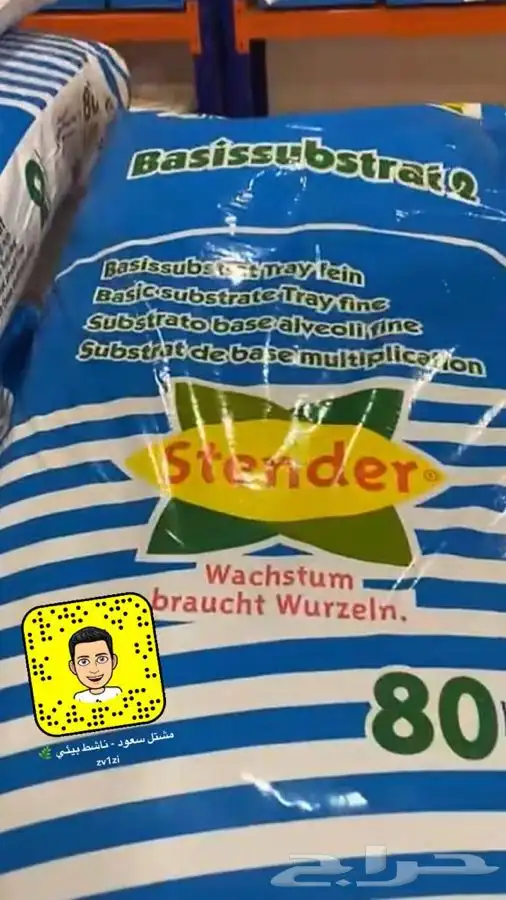 Basissubstrat 2
Basissubstrat Tray fein
Basic substrate Tray fine
Substrato base alveoli fine
Substrat de base multiplication
Stender®
Wachstum
braucht Wurzeln.
80
مشتل سعود - ناشط بيئي 🌿
zv1zi
حراج